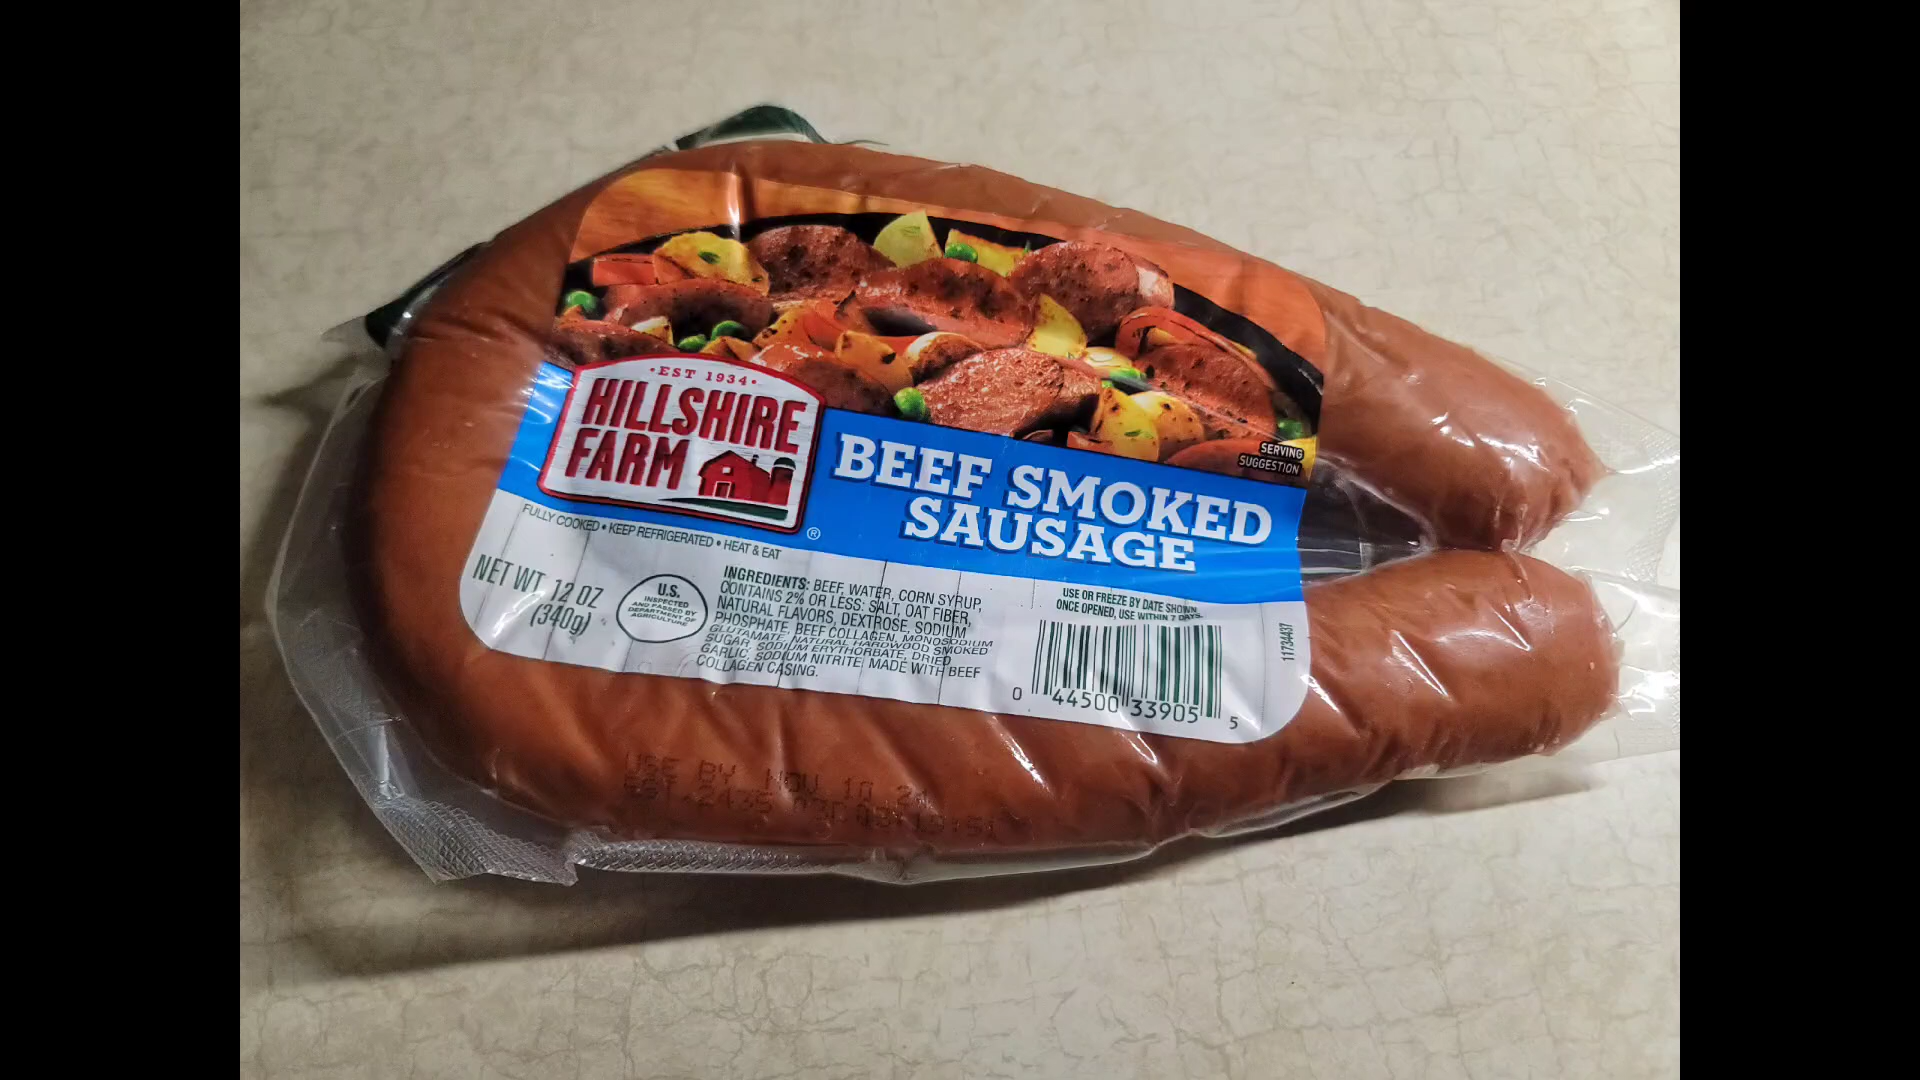 •EST 1934•
HILLSHIRE
FARM
®
BEEF SMOKED
SAUSAGE
SERVING
SUGGESTION
FULLY COOKED • KEEP REFRIGERATED • HEAT & EAT
NET WT 12 OZ
(340g)
U.S.
INSPECTED
AND PASSED BY
DEPARTMENT OF
AGRICULTURE
INGREDIENTS: BEEF, WATER, CORN SYRUP,
CONTAINS 2% OR LESS: SALT, OAT FIBER,
NATURAL FLAVORS, DEXTROSE, SODIUM
PHOSPHATE, BEEF COLLAGEN, MONOSODIUM
GLUTAMATE, NATURAL HARDWOOD SMOKED
SUGAR, SODIUM ERYTHORBATE, DRIED
GARLIC, SODIUM NITRITE. MADE WITH BEEF
COLLAGEN CASING.
USE OR FREEZE BY DATE SHOWN.
ONCE OPENED, USE WITHIN 7 DAYS.
11734437
0 44500 33905 5
USE BY NOV 10 24
EST.